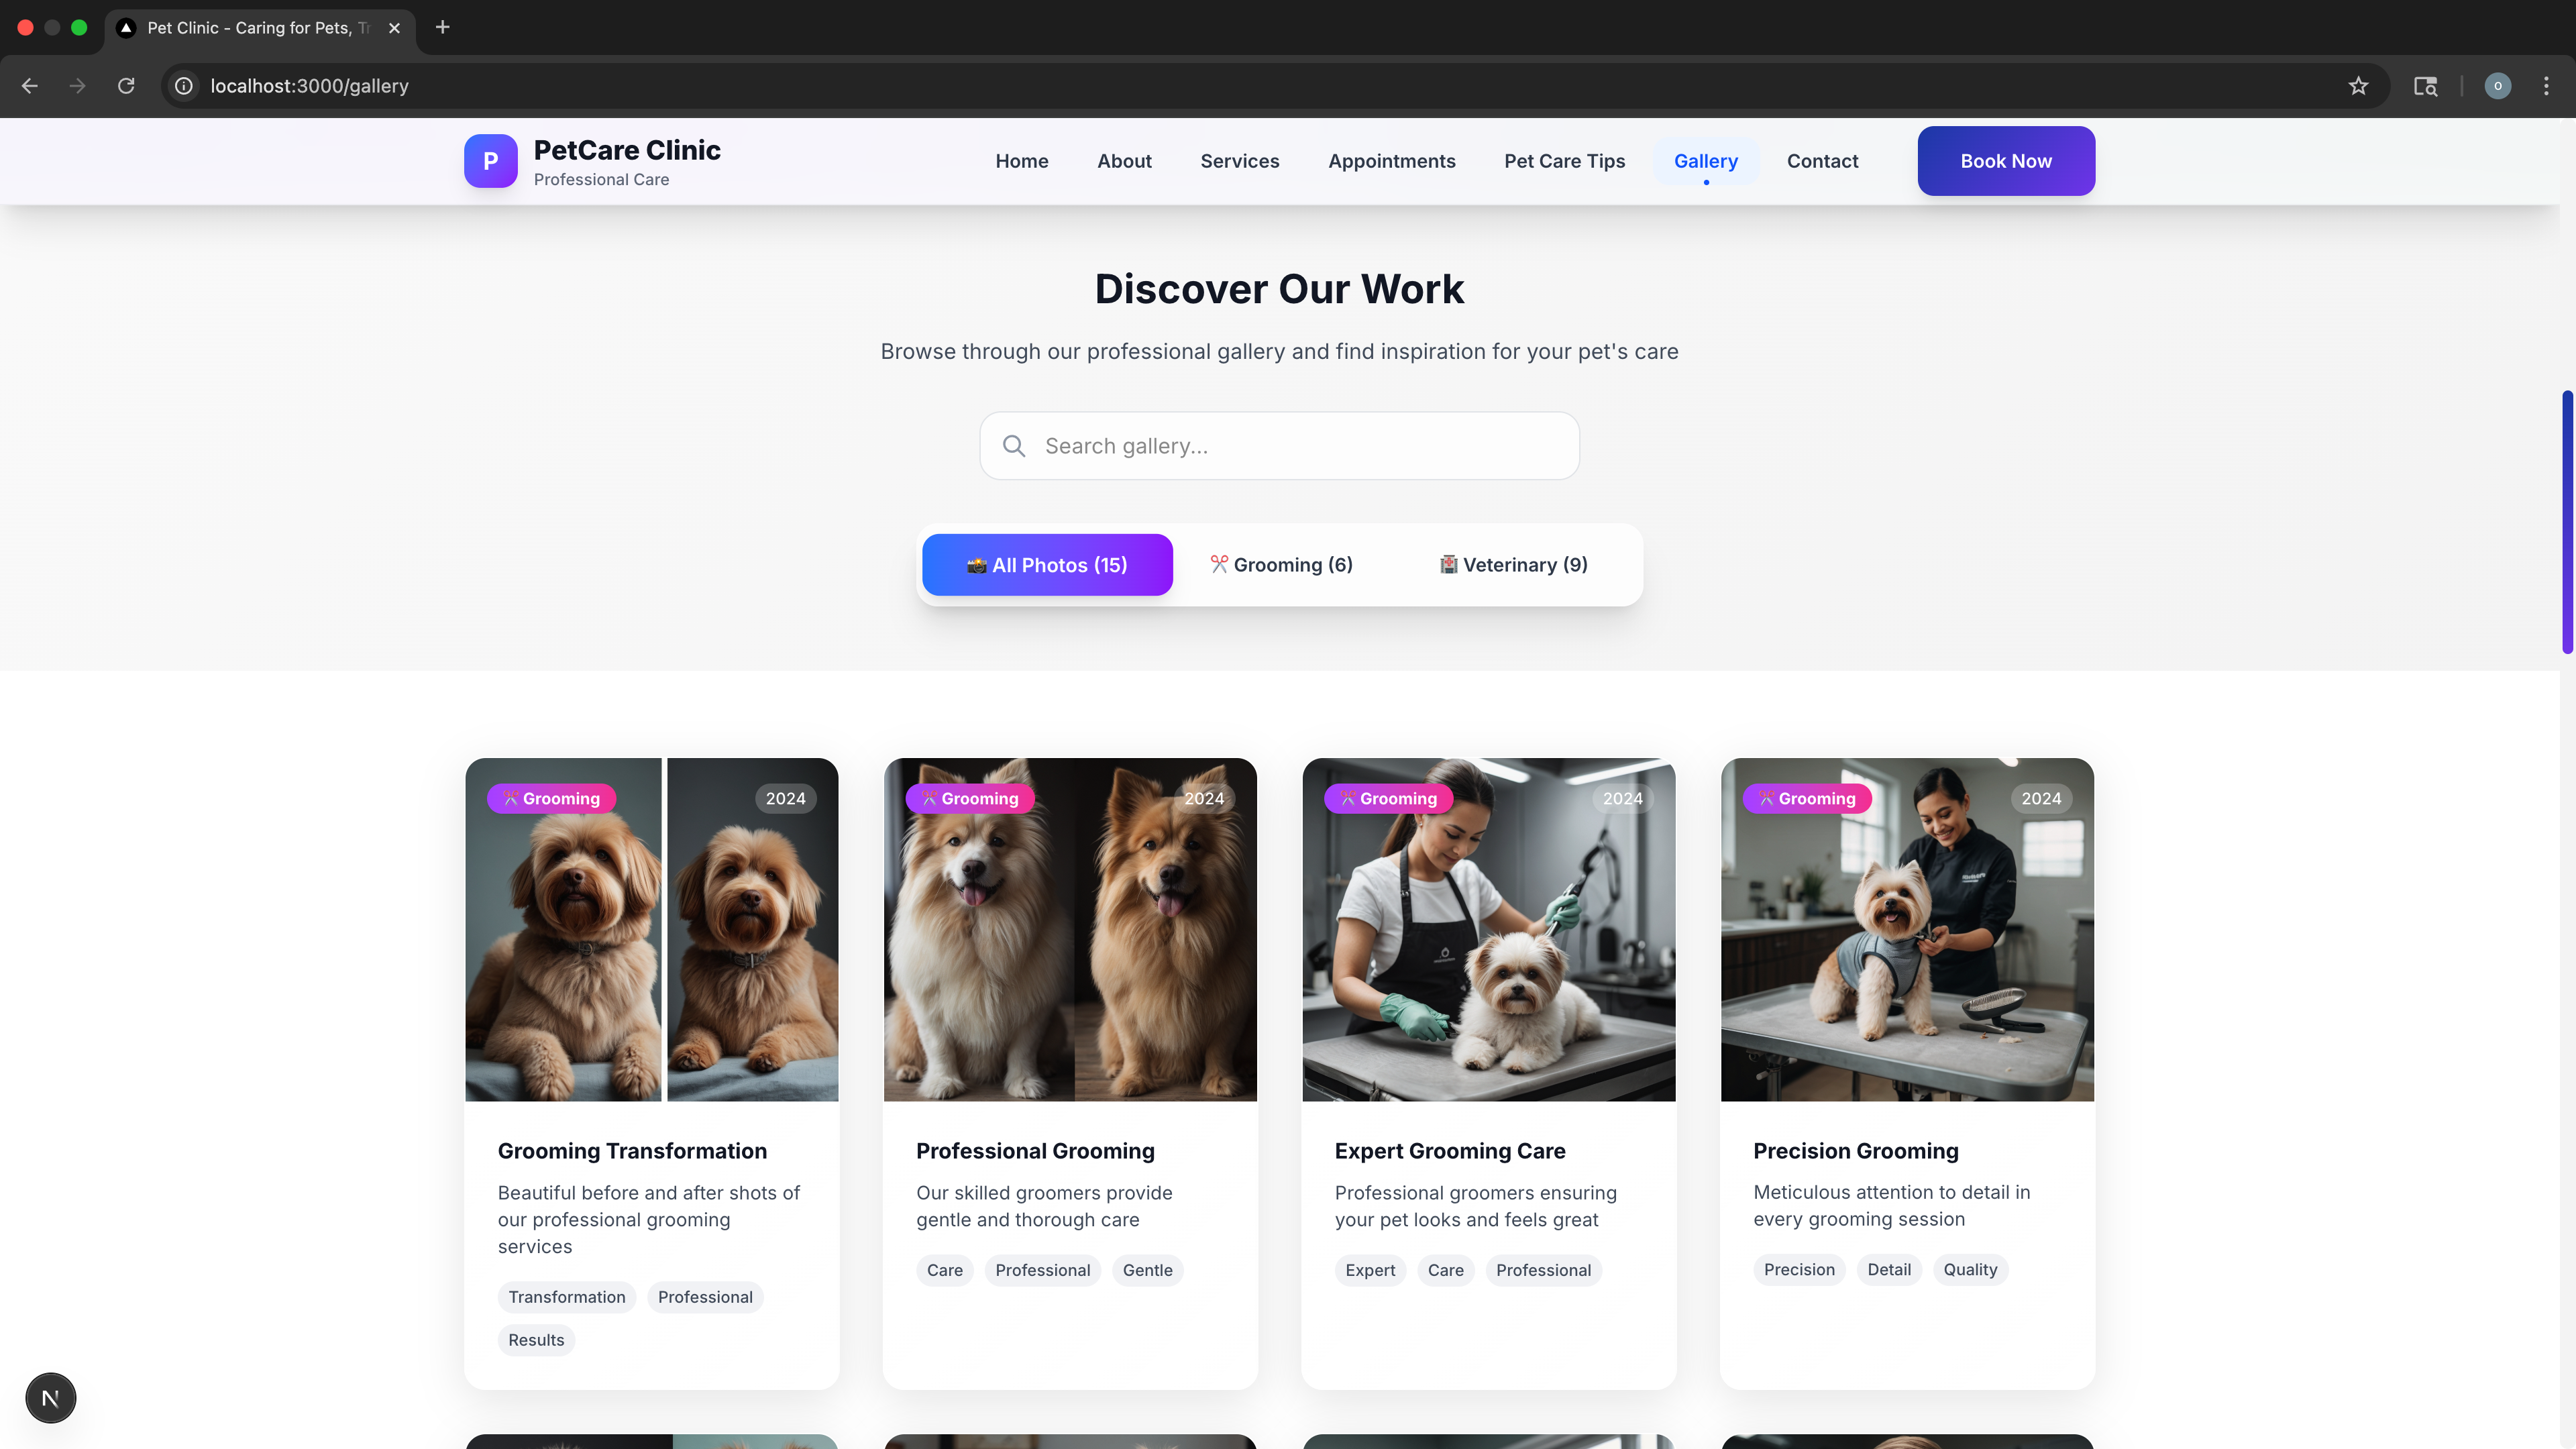 Pet Clinic - Caring for Pets, Tr
localhost:3000/gallery
o
P
PetCare Clinic
Professional Care
Home
About
Services
Appointments
Pet Care Tips
Gallery
Contact
Book Now
Discover Our Work
Browse through our professional gallery and find inspiration for your pet's care
Search gallery...
All Photos (15)
Grooming (6)
Veterinary (9)
Grooming
2024
Grooming
2024
Grooming
2024
Grooming
2024
Grooming Transformation
Beautiful before and after shots of
our professional grooming
services
Transformation
Professional
Results
Professional Grooming
Our skilled groomers provide
gentle and thorough care
Care
Professional
Gentle
Expert Grooming Care
Professional groomers ensuring
your pet looks and feels great
Expert
Care
Professional
Precision Grooming
Meticulous attention to detail in
every grooming session
Precision
Detail
Quality
N